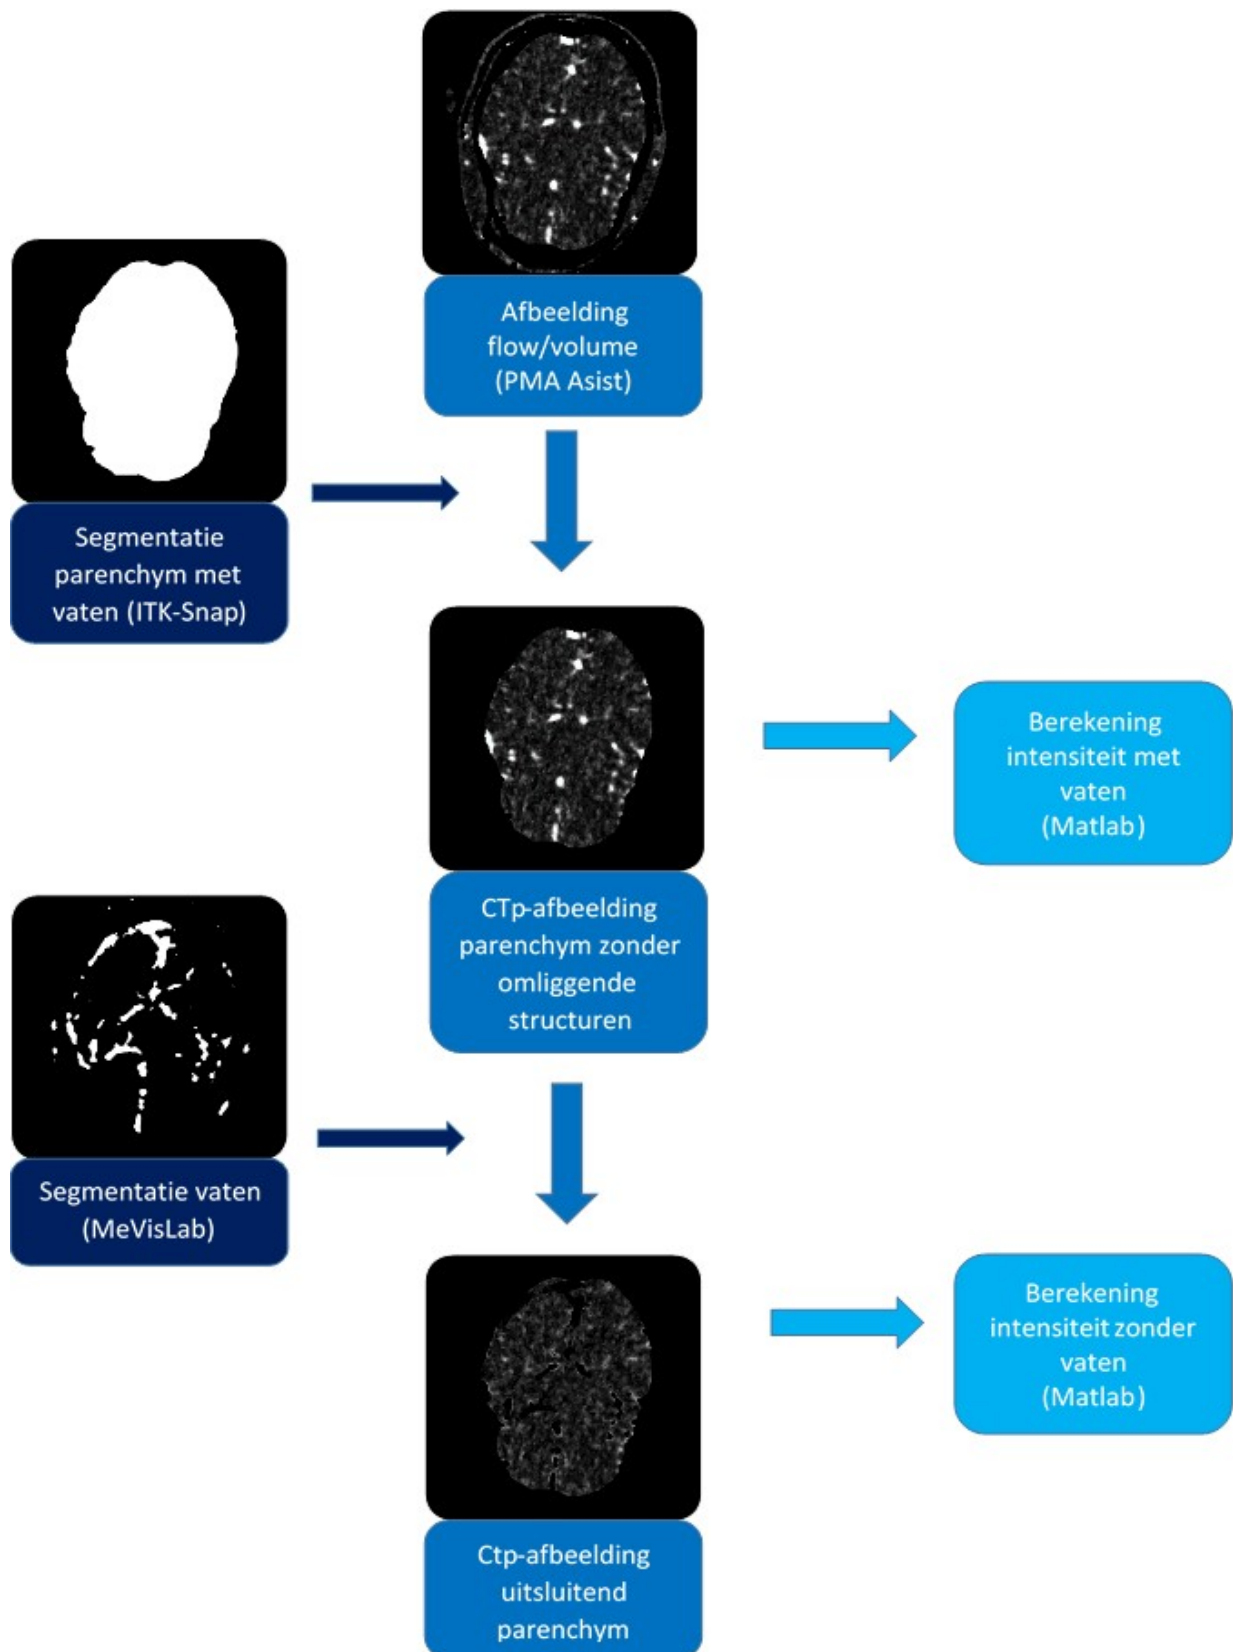 Afbeelding
flow/volume
(PMA Asist)
Segmentatie
parenchym met
vaten (ITK-Snap)
Berekening
intensiteit met
vaten
(Matlab)
CTp-afbeelding
parenchym zonder
omliggende
structuren
Segmentatie vaten
(MeVisLab)
Berekening
intensiteit zonder
vaten
(Matlab)
Ctp-afbeelding
uitsluitend
parenchym